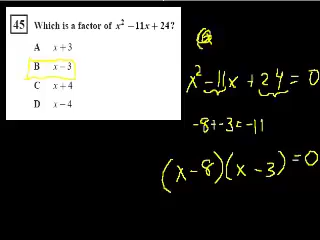 45 Which is a factor of x² −11x + 24?
A x + 3
B x − 3
C x + 4
D x − 4
x² − 11x + 24 = 0
-8 + -3 = -11
(x − 8)(x − 3) = 0